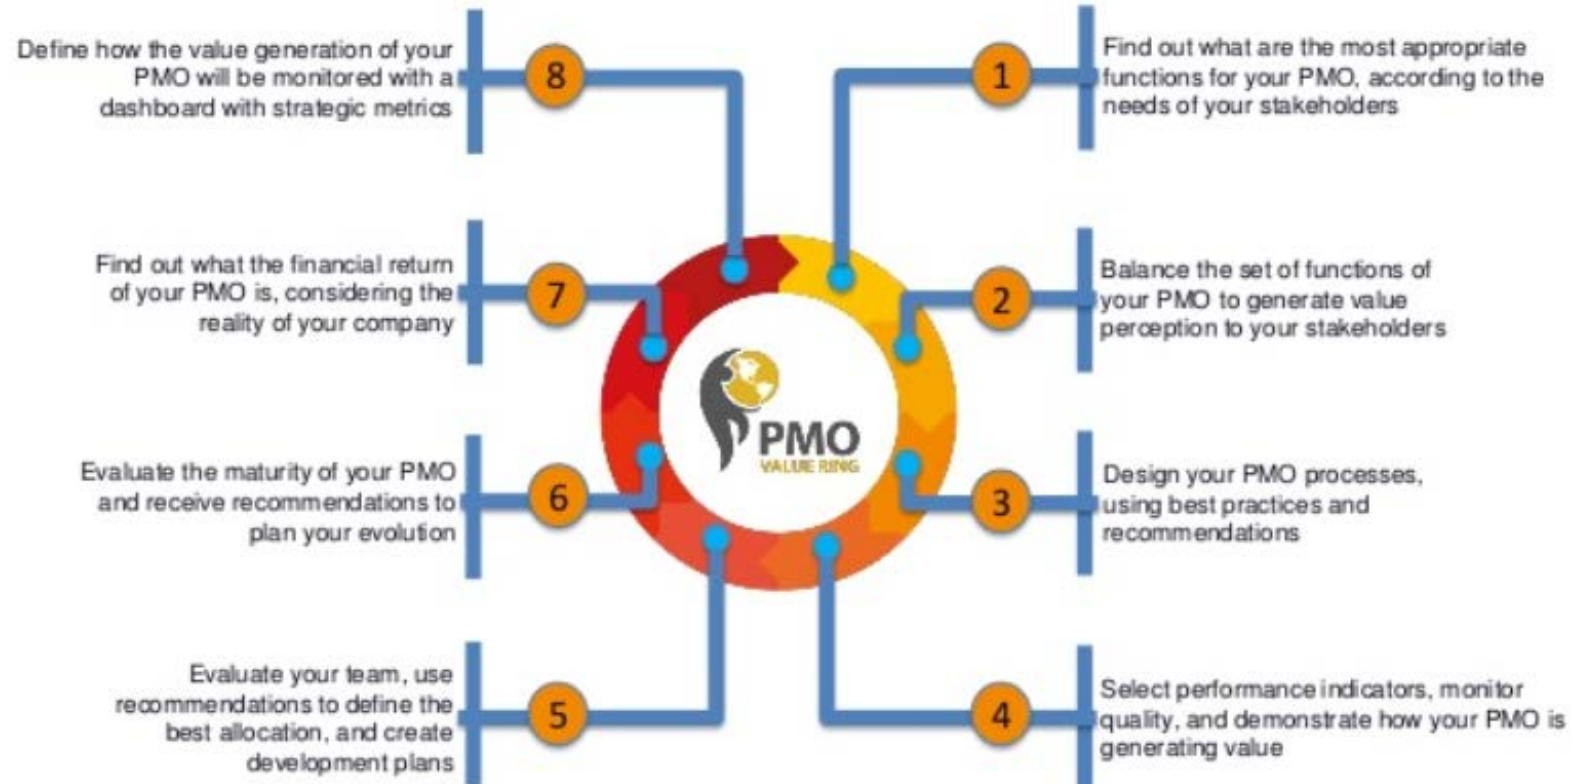 1
Find out what are the most appropriate
functions for your PMO, according to the
needs of your stakeholders
2
Balance the set of functions of
your PMO to generate value
perception to your stakeholders
3
Design your PMO processes,
using best practices and
recommendations
4
Select performance indicators, monitor
quality, and demonstrate how your PMO is
generating value
5
Evaluate your team, use
recommendations to define the
best allocation, and create
development plans
6
Evaluate the maturity of your PMO
and receive recommendations to
plan your evolution
7
Find out what the financial return
of your PMO is, considering the
reality of your company
8
Define how the value generation of your
PMO will be monitored with a
dashboard with strategic metrics
PMO
VALUE RING